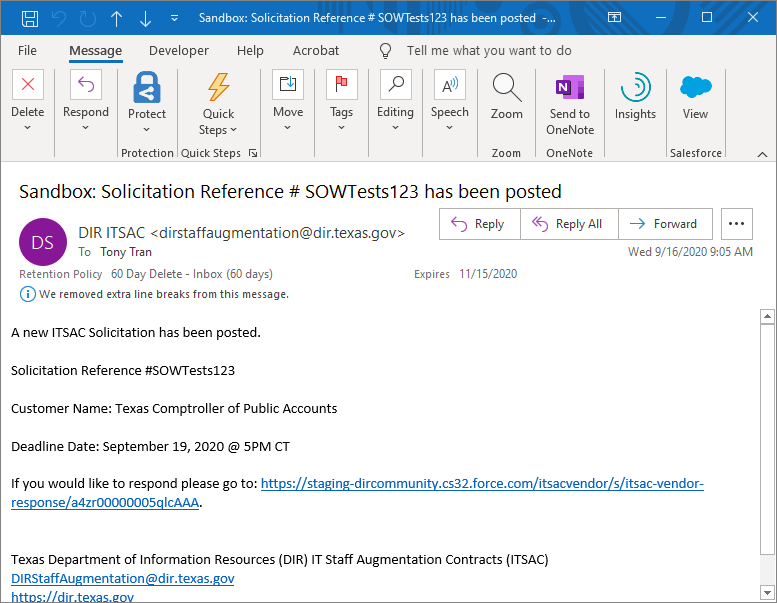 Sandbox: Solicitation Reference # SOWTests123 has been posted -...
File Message Developer Help Acrobat Tell me what you want to do
Delete Respond Protect Quick Steps Move Tags Editing Speech Zoom Send to OneNote Insights View
Protection Quick Steps Zoom OneNote Salesforce
Sandbox: Solicitation Reference # SOWTests123 has been posted
DS
DIR ITSAC <dirstaffaugmentation@dir.texas.gov>
Reply Reply All Forward ...
To Tony Tran
Wed 9/16/2020 9:05 AM
Retention Policy 60 Day Delete - Inbox (60 days) Expires 11/15/2020
We removed extra line breaks from this message.
A new ITSAC Solicitation has been posted.
Solicitation Reference #SOWTests123
Customer Name: Texas Comptroller of Public Accounts
Deadline Date: September 19, 2020 @ 5PM CT
If you would like to respond please go to: https://staging-dircommunity.cs32.force.com/itsacvendor/s/itsac-vendor-
response/a4zr00000005qlcAAA.
Texas Department of Information Resources (DIR) IT Staff Augmentation Contracts (ITSAC)
DIRStaffAugmentation@dir.texas.gov
https://dir.texas.gov